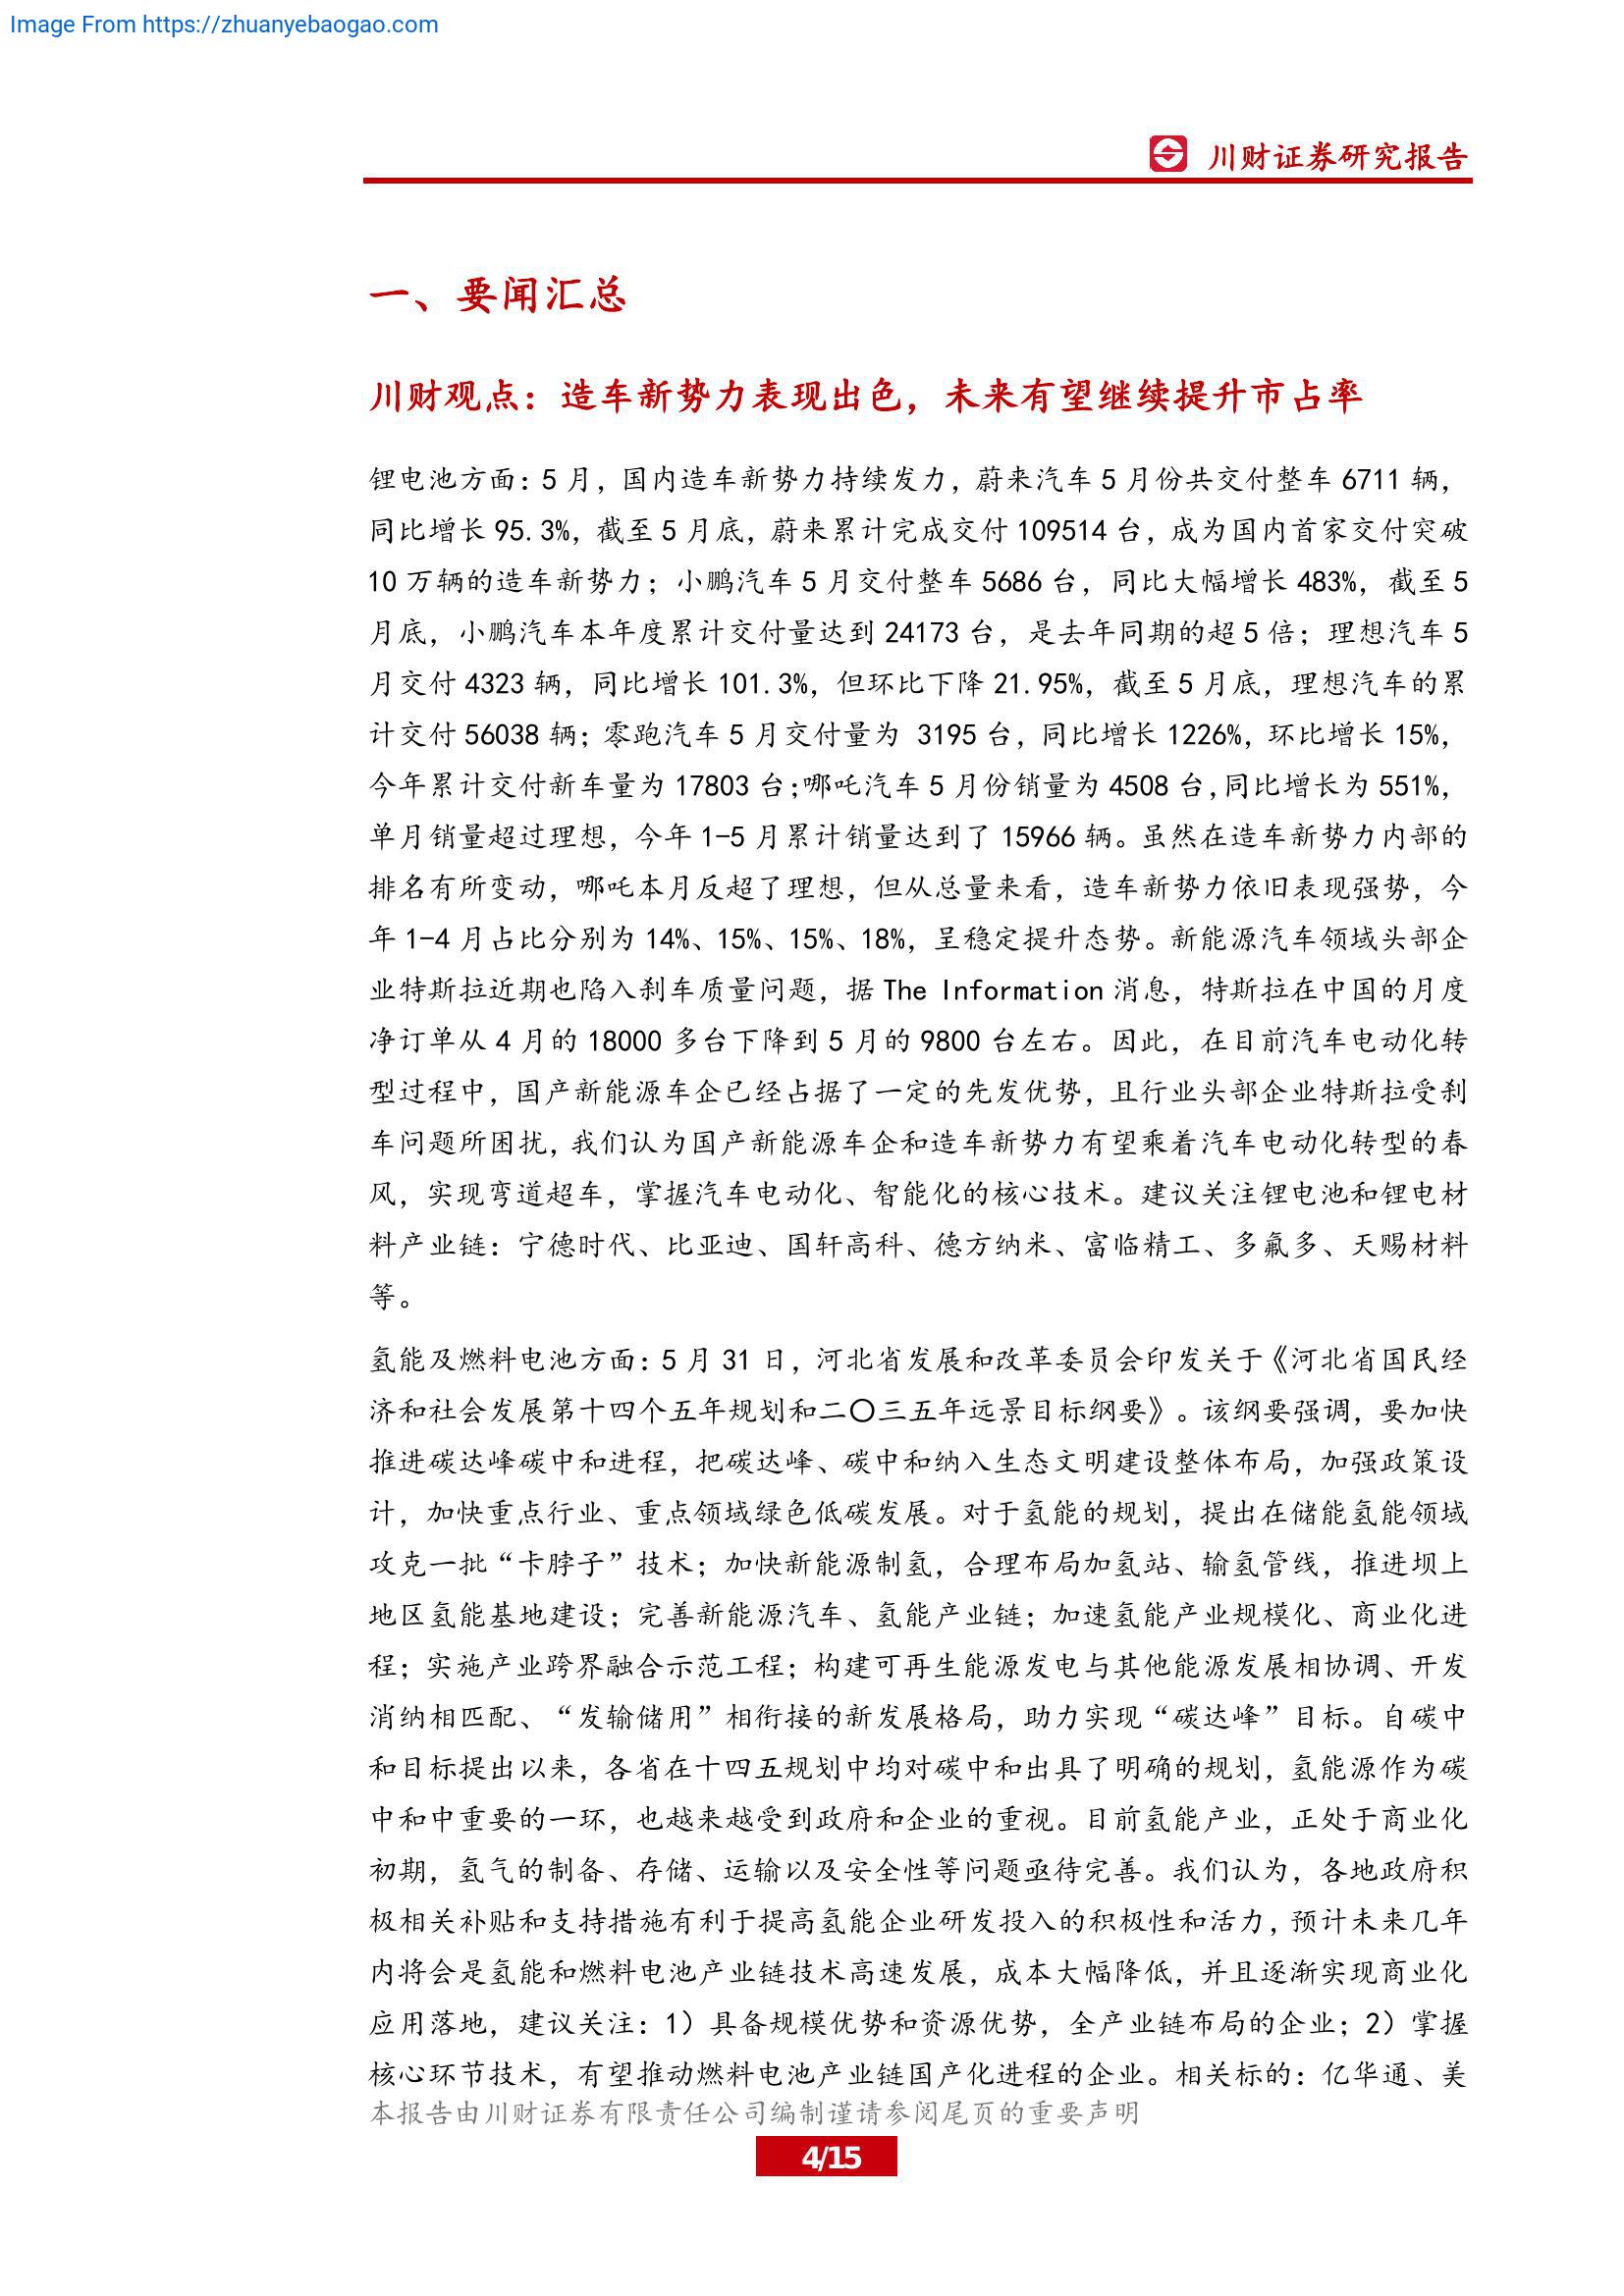 Image From https://zhuanyebaogao.com
川财证券研究报告
一、要闻汇总
川财观点：造车新势力表现出色，未来有望继续提升市占率
锂电池方面：5 月，国内造车新势力持续发力，蔚来汽车 5 月份共交付整车 6711 辆，
同比增长 95.3%，截至 5 月底，蔚来累计完成交付 109514 台，成为国内首家交付突破
10 万辆的造车新势力；小鹏汽车 5 月交付整车 5686 台，同比大幅增长 483%，截至 5
月底，小鹏汽车本年度累计交付量达到 24173 台，是去年同期的超 5 倍；理想汽车 5
月交付 4323 辆，同比增长 101.3%，但环比下降 21.95%，截至 5 月底，理想汽车的累
计交付 56038 辆；零跑汽车 5 月交付量为 3195 台，同比增长 1226%，环比增长 15%，
今年累计交付新车量为 17803 台；哪吒汽车 5 月份销量为 4508 台，同比增长为 551%，
单月销量超过理想，今年 1-5 月累计销量达到了 15966 辆。虽然在造车新势力内部的
排名有所变动，哪吒本月反超了理想，但从总量来看，造车新势力依旧表现强势，今
年 1-4 月占比分别为 14%、15%、15%、18%，呈稳定提升态势。新能源汽车领域头部企
业特斯拉近期也陷入刹车质量问题，据 The Information 消息，特斯拉在中国的月度
净订单从 4 月的 18000 多台下降到 5 月的 9800 台左右。因此，在目前汽车电动化转
型过程中，国产新能源车企已经占据了一定的先发优势，且行业头部企业特斯拉受刹
车问题所困扰，我们认为国产新能源车企和造车新势力有望乘着汽车电动化转型的春
风，实现弯道超车，掌握汽车电动化、智能化的核心技术。建议关注锂电池和锂电材
料产业链：宁德时代、比亚迪、国轩高科、德方纳米、富临精工、多氟多、天赐材料
等。
氢能及燃料电池方面：5 月 31 日，河北省发展和改革委员会印发关于《河北省国民经
济和社会发展第十四个五年规划和二〇三五年远景目标纲要》。该纲要强调，要加快
推进碳达峰碳中和进程，把碳达峰、碳中和纳入生态文明建设整体布局，加强政策设
计，加快重点行业、重点领域绿色低碳发展。对于氢能的规划，提出在储能氢能领域
攻克一批“卡脖子”技术；加快新能源制氢，合理布局加氢站、输氢管线，推进坝上
地区氢能基地建设；完善新能源汽车、氢能产业链；加速氢能产业规模化、商业化进
程；实施产业跨界融合示范工程；构建可再生能源发电与其他能源发展相协调、开发
消纳相匹配、“发输储用”相衔接的新发展格局，助力实现“碳达峰”目标。自碳中
和目标提出以来，各省在十四五规划中均对碳中和出具了明确的规划，氢能源作为碳
中和中重要的一环，也越来越受到政府和企业的重视。目前氢能产业，正处于商业化
初期，氢气的制备、存储、运输以及安全性等问题亟待完善。我们认为，各地政府积
极相关补贴和支持措施有利于提高氢能企业研发投入的积极性和活力，预计未来几年
内将会是氢能和燃料电池产业链技术高速发展，成本大幅降低，并且逐渐实现商业化
应用落地，建议关注：1）具备规模优势和资源优势，全产业链布局的企业；2）掌握
核心环节技术，有望推动燃料电池产业链国产化进程的企业。相关标的：亿华通、美
本报告由川财证券有限责任公司编制谨请参阅尾页的重要声明
4/15